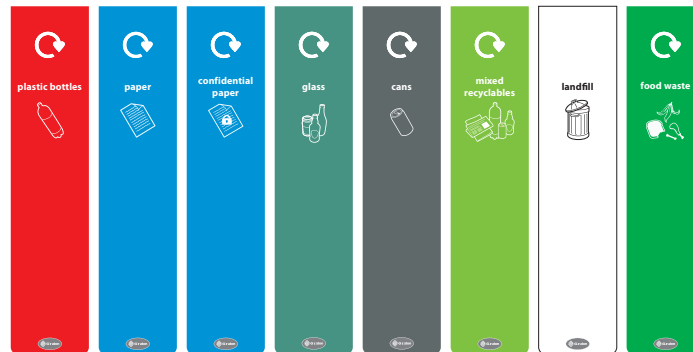 plastic bottles
paper
confidential
paper
glass
cans
mixed
recyclables
landfill
food waste